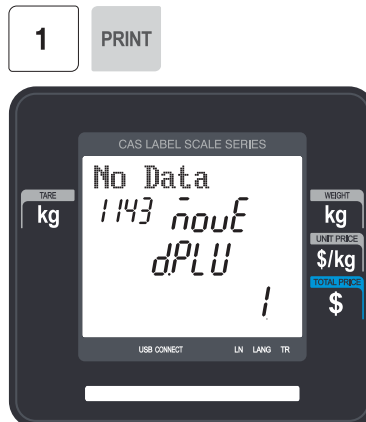 1 PRINT
CAS LABEL SCALE SERIES
No Data
TARE
kg
1143 novE
d.PLU
1
WEIGHT
kg
UNIT PRICE
$/kg
TOTAL PRICE
$
USB CONNECT LN LANG TR